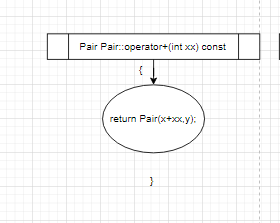 Pair Pair::operator+(int xx) const
{
return Pair(x+xx,y);
}